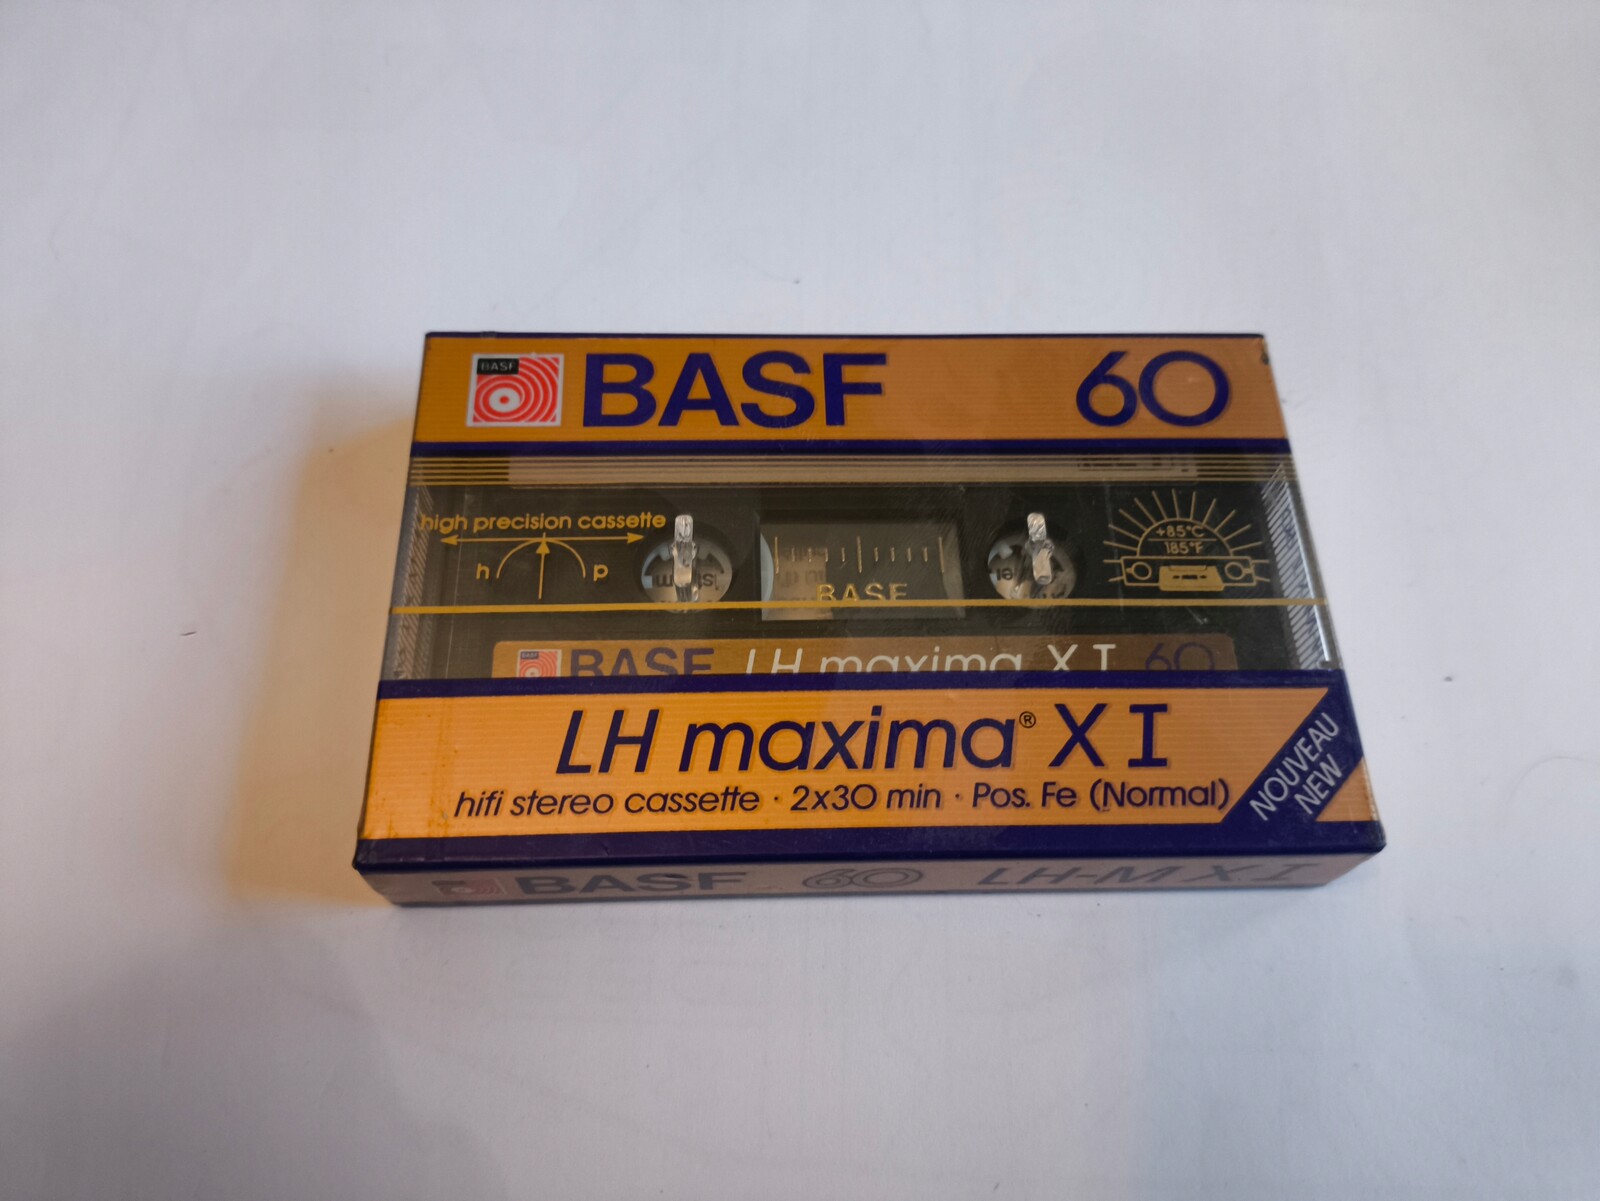 BASF BASF 60
high precision cassette
h p
+85°C
185°F
BASF
BASF BASF LH maxima X I 60
LH maxima® X I
hifi stereo cassette · 2x30 min · Pos. Fe (Normal)
NOUVEAU
NEW
BASF 60 LH-M X I